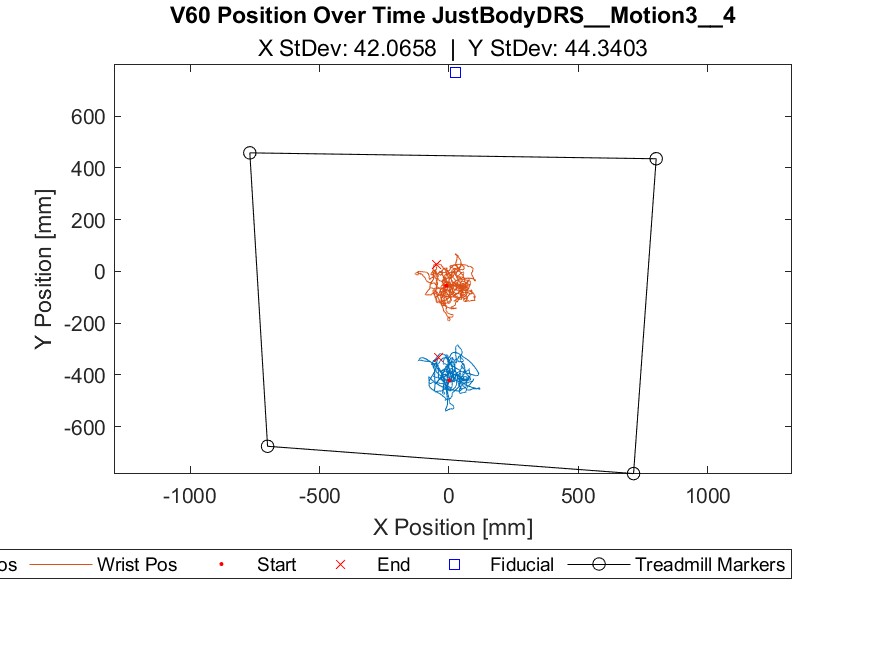 V60 Position Over Time JustBodyDRS__Motion3__4
X StDev: 42.0658 | Y StDev: 44.3403
600
400
200
0
-200
-400
-600
Y Position [mm]
-1000 -500 0 500 1000
X Position [mm]
os Wrist Pos Start End Fiducial Treadmill Markers